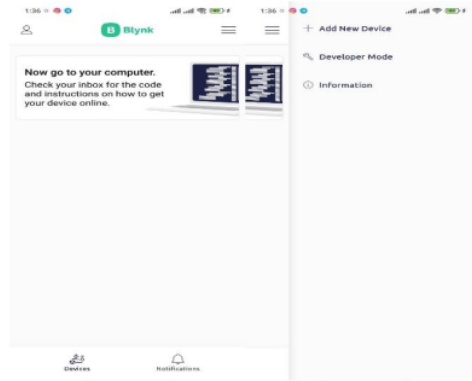 1:36
B Blynk
Now go to your computer.
Check your inbox for the code
and instructions on how to get
your device online.
Devices
Notifications
1:36
Add New Device
Developer Mode
Information